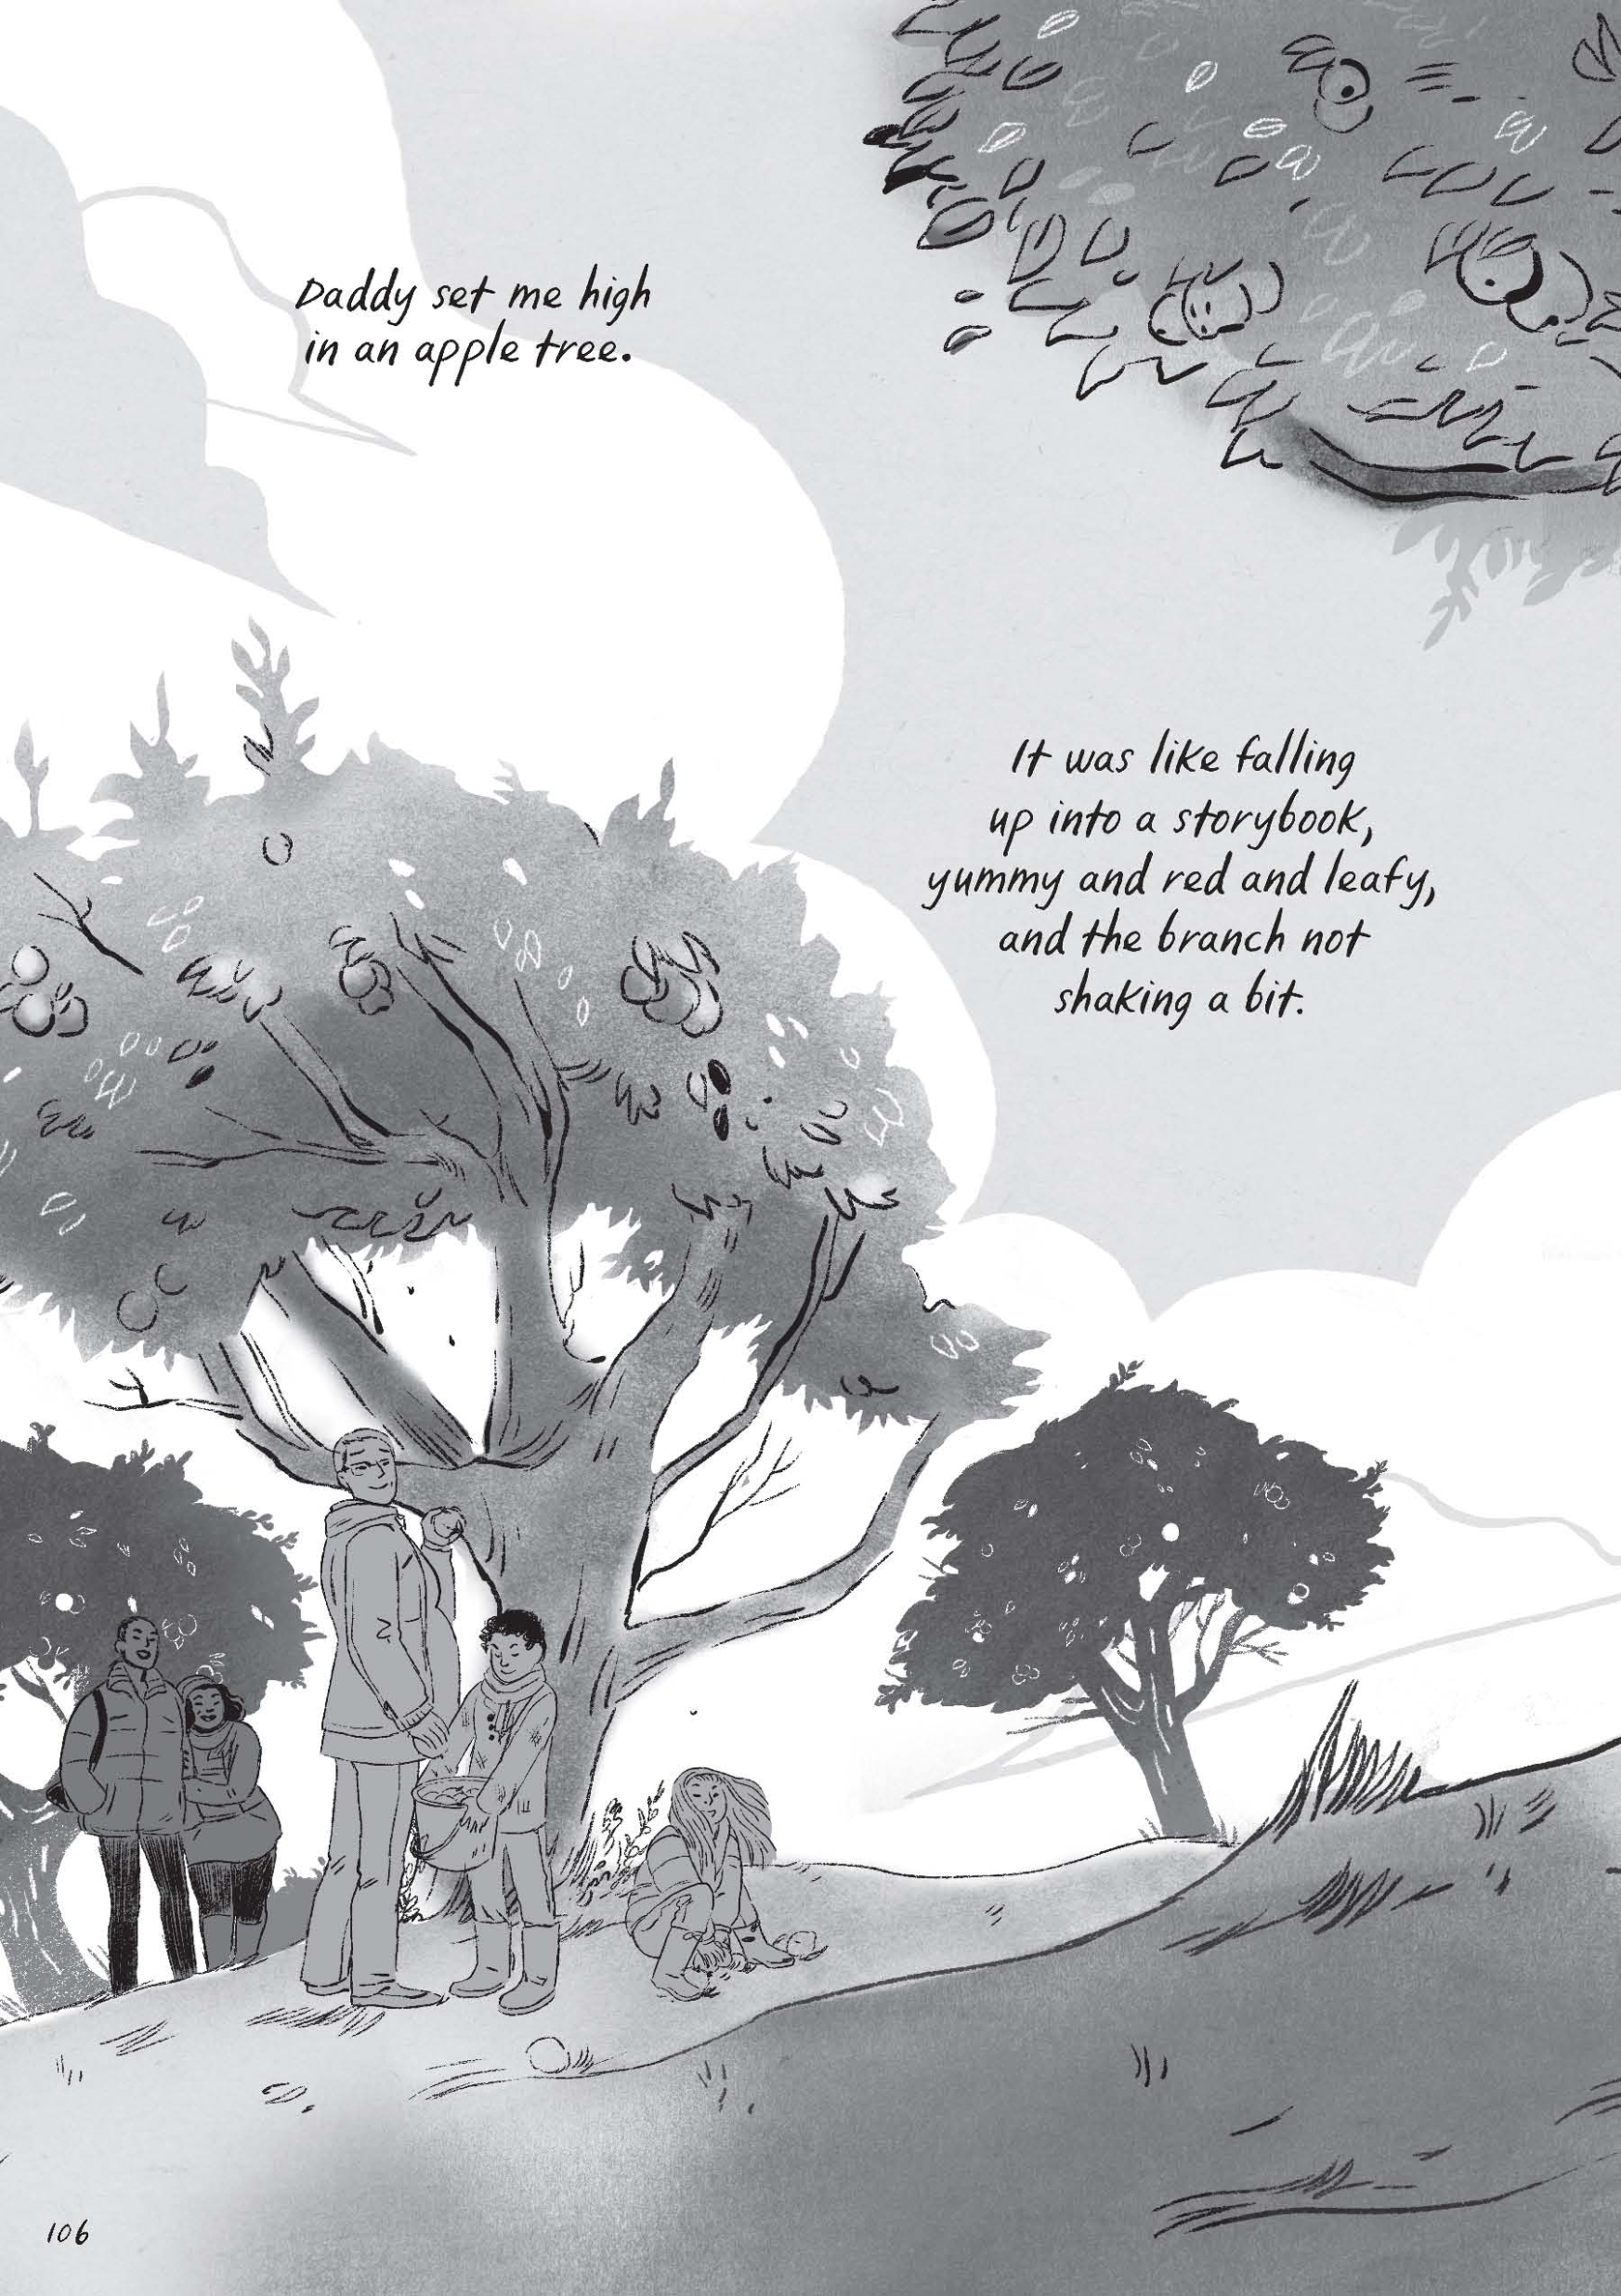 Daddy set me high
in an apple tree.
It was like falling
up into a storybook,
yummy and red and leafy,
and the branch not
shaking a bit.
106